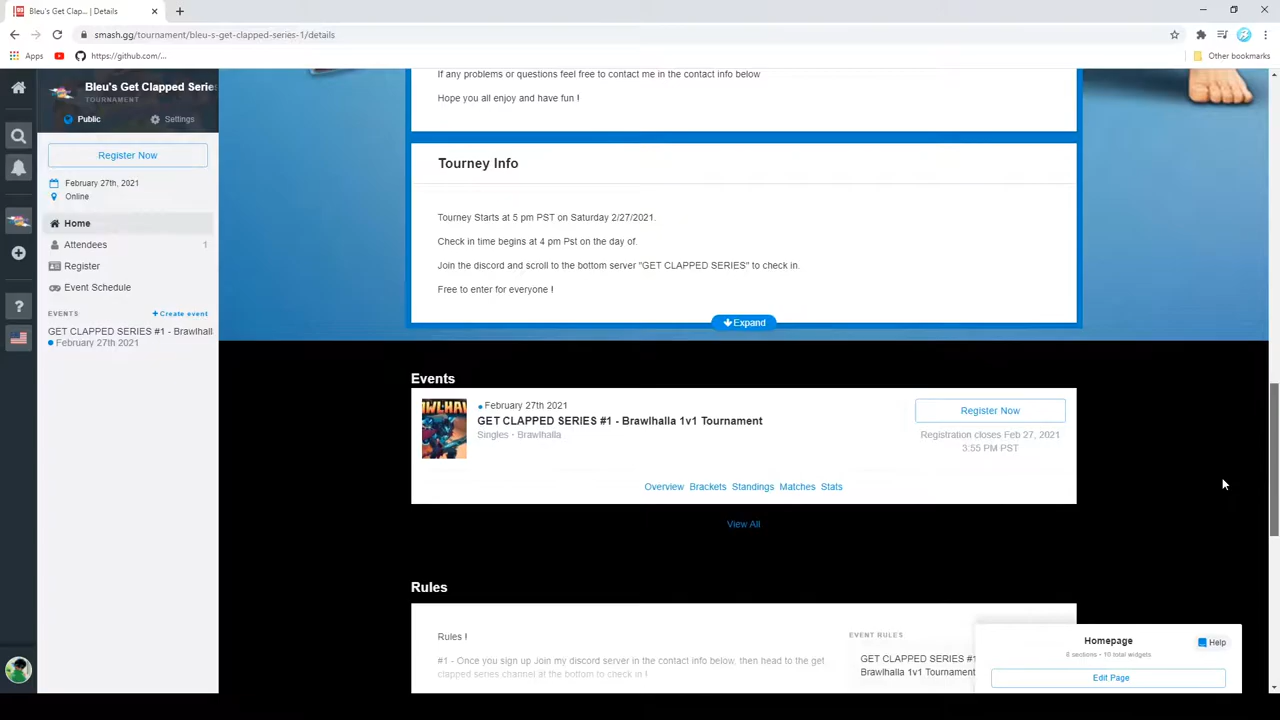 Bleu's Get Clap... | Details
smash.gg/tournament/bleu-s-get-clapped-series-1/details
Apps
https://github.com/...
Other bookmarks
Bleu's Get Clapped Serie
TOURNAMENT
Public
Settings
Register Now
February 27th, 2021
Online
Home
Attendees 1
Register
Event Schedule
EVENTS
+ Create event
GET CLAPPED SERIES #1 - Brawlhall
February 27th 2021
?
If any problems or questions feel free to contact me in the contact info below
Hope you all enjoy and have fun !
Tourney Info
Tourney Starts at 5 pm PST on Saturday 2/27/2021.
Check in time begins at 4 pm Pst on the day of.
Join the discord and scroll to the bottom server "GET CLAPPED SERIES" to check in.
Free to enter for everyone !
Expand
Events
February 27th 2021
GET CLAPPED SERIES #1 - Brawlhalla 1v1 Tournament
Singles · Brawlhalla
Register Now
Registration closes Feb 27, 2021
3:55 PM PST
Overview Brackets Standings Matches Stats
View All
Rules
Rules !
#1 - Once you sign up Join my discord server in the contact info below, then head to the get
clapped series channel at the bottom to check in !
EVENT RULES
GET CLAPPED SERIES #1
Brawlhalla 1v1 Tournament
Homepage
6 sections - 10 total widgets
Help
Edit Page